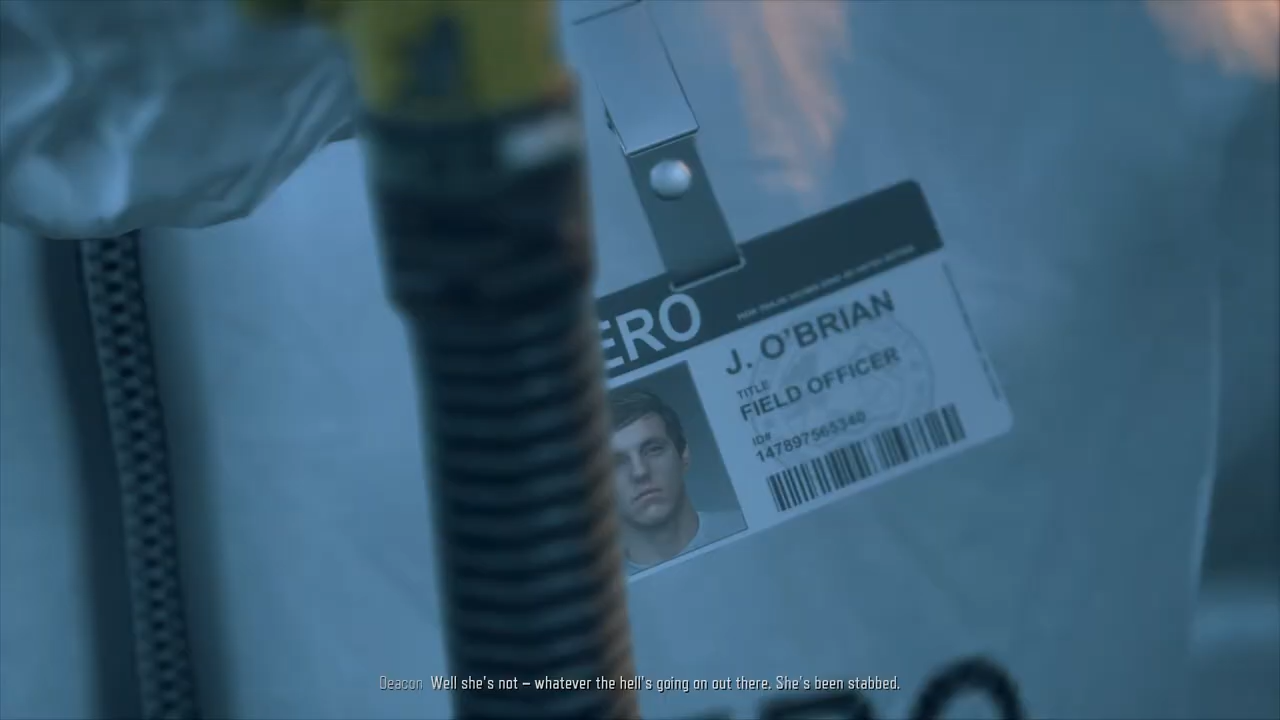 ERO
J. O'BRIAN
TITLE
FIELD OFFICER
ID#
147897565340
Deacon Well she's not – whatever the hell's going on out there. She's been stabbed.